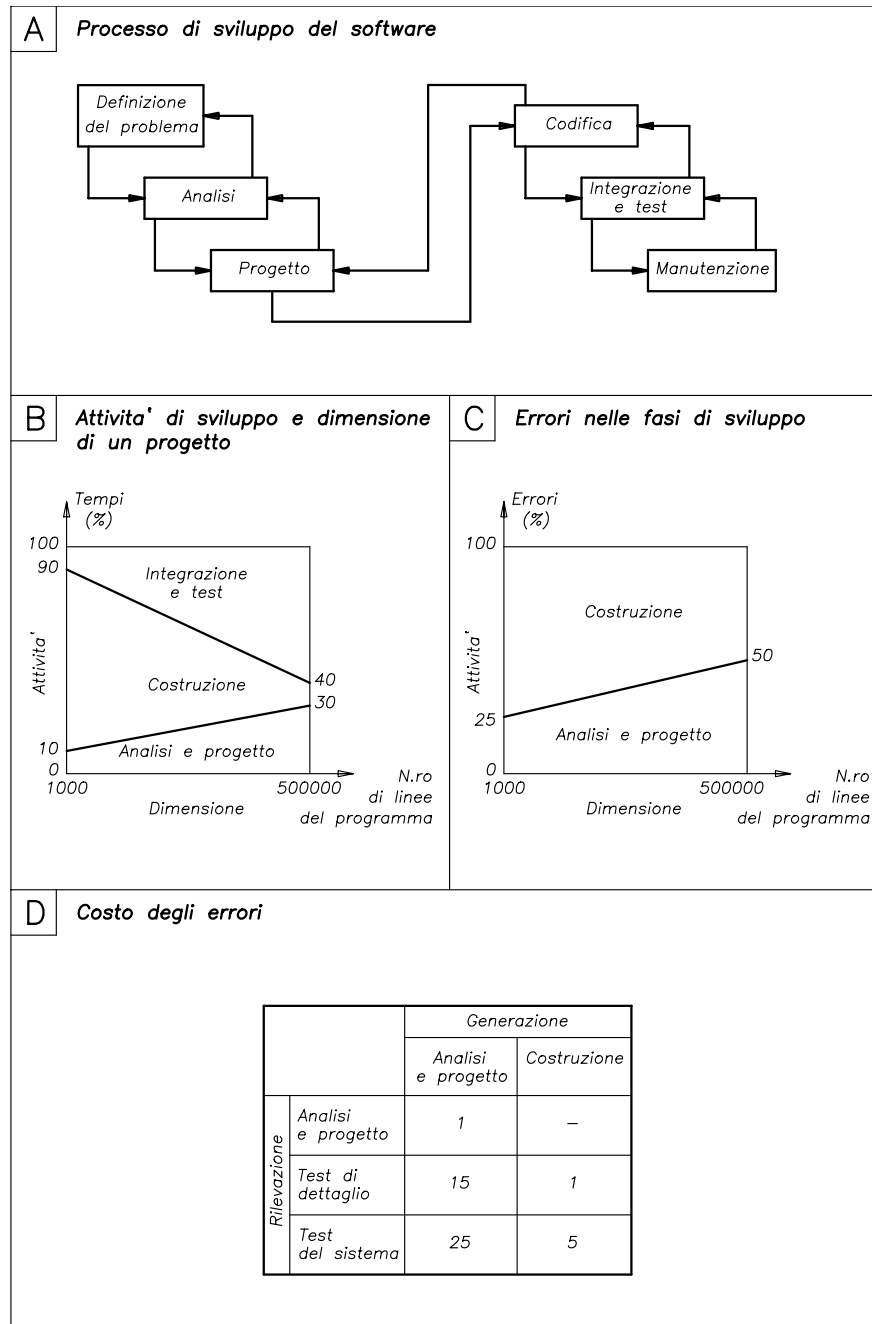 A
Processo di sviluppo del software
Definizione
del problema
Analisi
Progetto
Codifica
Integrazione
e test
Manutenzione
B
Attivita' di sviluppo e dimensione
di un progetto
Tempi
(%)
100
90
10
0
Attivita'
Integrazione
e test
Costruzione
Analisi e progetto
40
30
1000
500000
Dimensione
N.ro
di linee
del programma
C
Errori nelle fasi di sviluppo
Errori
(%)
100
25
0
Attivita'
Costruzione
Analisi e progetto
50
1000
500000
Dimensione
N.ro
di linee
del programma
D
Costo degli errori
Generazione
Analisi
e progetto
Costruzione
Rilevazione
Analisi
e progetto
1
–
Test di
dettaglio
15
1
Test
del sistema
25
5